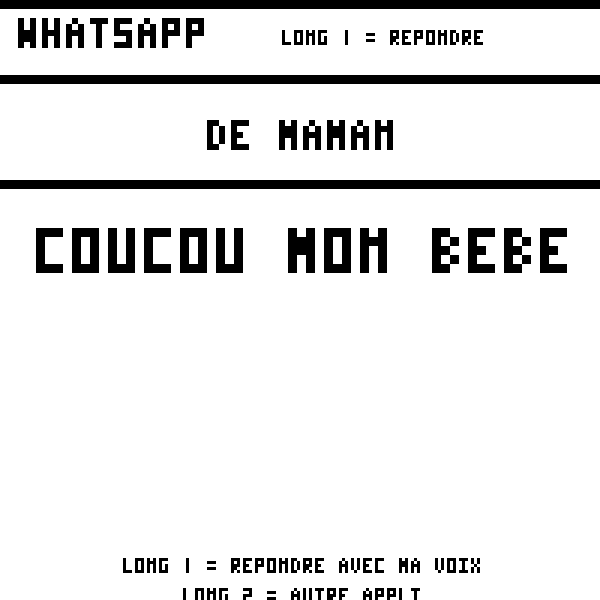 WHATSAPP
LONG 1 = REPONDRE
DE MAMAN
COUCOU MON BEBE
LONG 1 = REPONDRE AVEC MA VOIX
LONG 2 = AUTRE APPLI